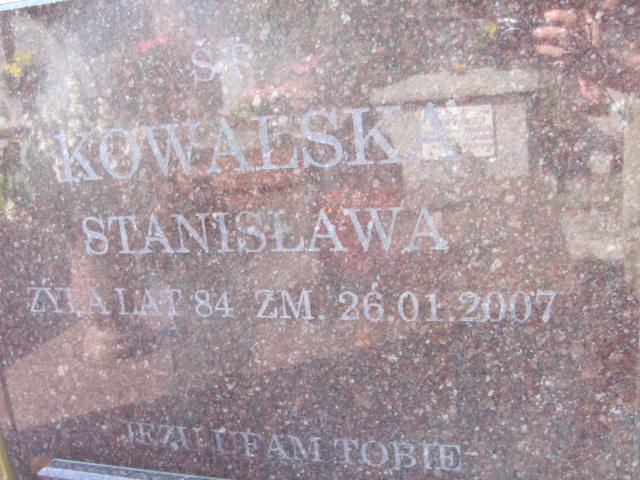 Ś.P.
KOWALSKA
STANISŁAWA
ŻYŁA LAT 84 ZM. 26.01.2007
JEZU UFAM TOBIE